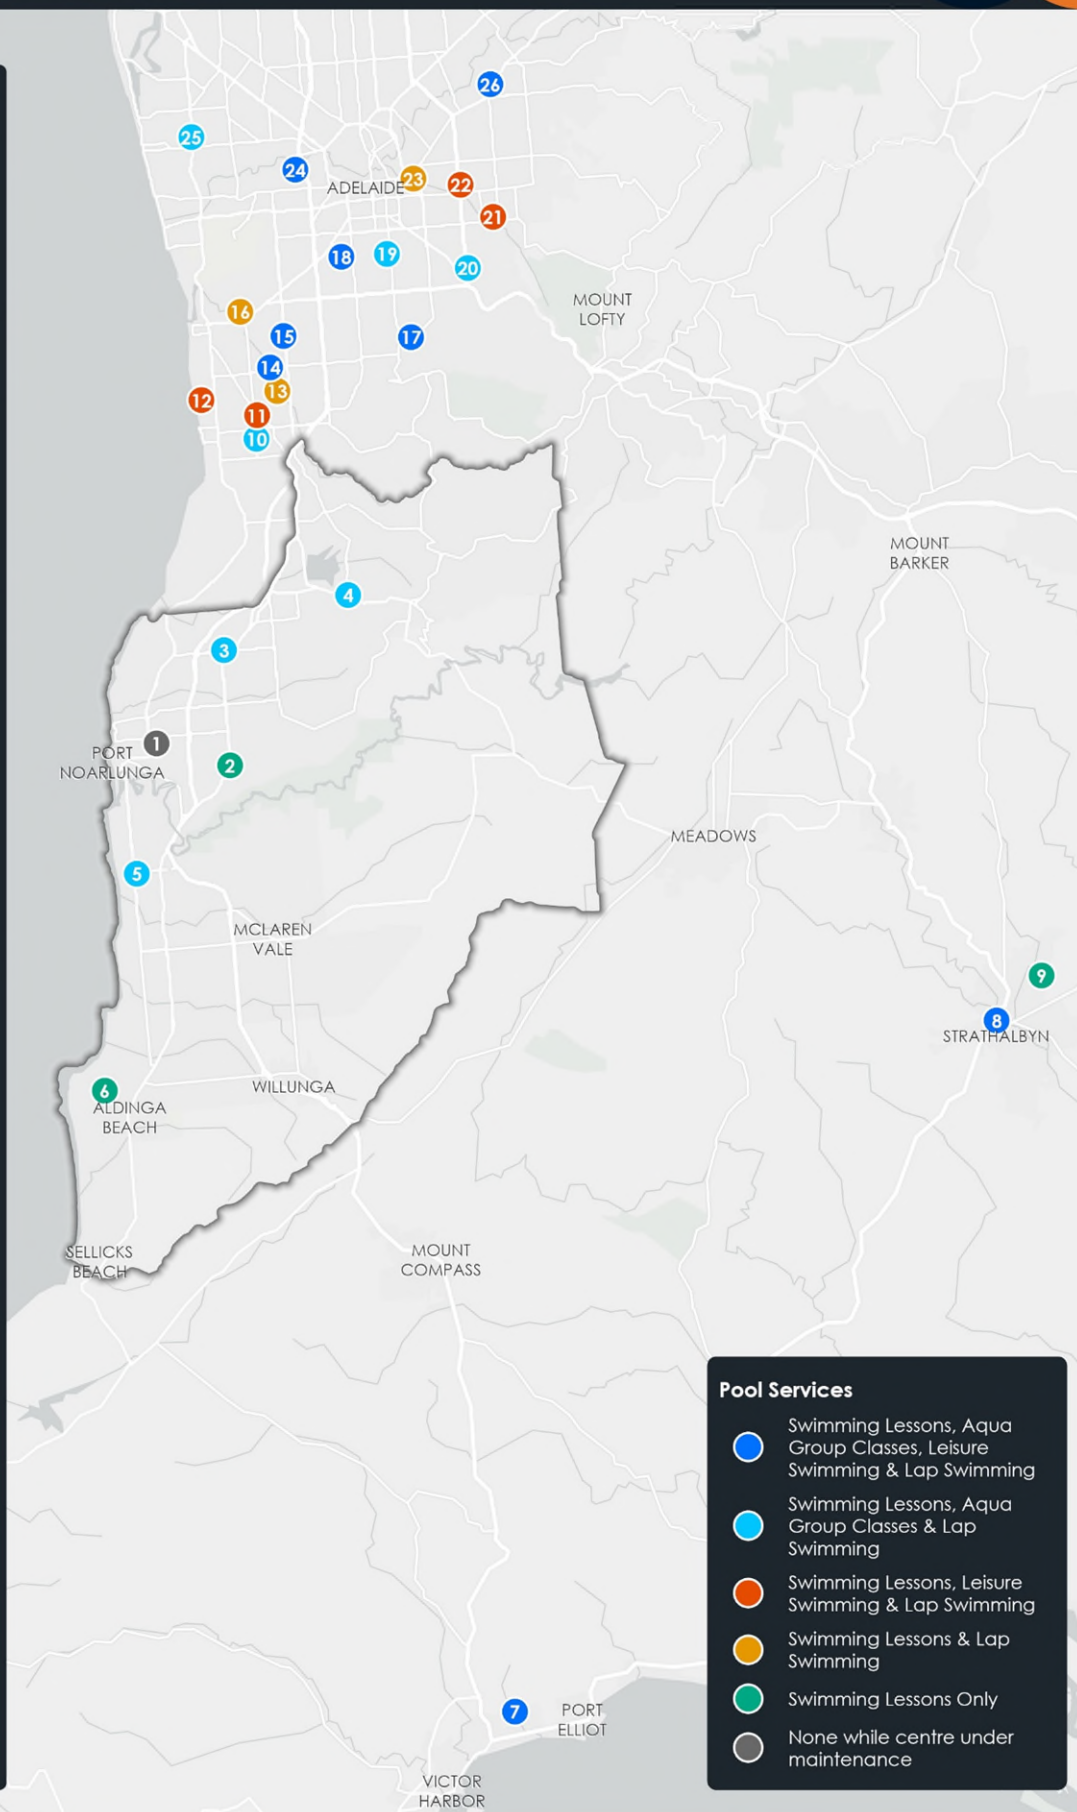 26
25
24
23
ADELAIDE
22
21
18
19
20
MOUNT
LOFTY
16
15
17
14
13
12
11
10
MOUNT
BARKER
4
3
1
PORT
NOARLUNGA
2
MEADOWS
5
MCLAREN
VALE
9
8
STRATHALBYN
6
ALDINGA
BEACH
WILLUNGA
SELLICKS
BEACH
MOUNT
COMPASS
7
PORT
ELLIOT
VICTOR
HARBOR
Pool Services
Swimming Lessons, Aqua
Group Classes, Leisure
Swimming & Lap Swimming
Swimming Lessons, Aqua
Group Classes & Lap
Swimming
Swimming Lessons, Leisure
Swimming & Lap Swimming
Swimming Lessons & Lap
Swimming
Swimming Lessons Only
None while centre under
maintenance